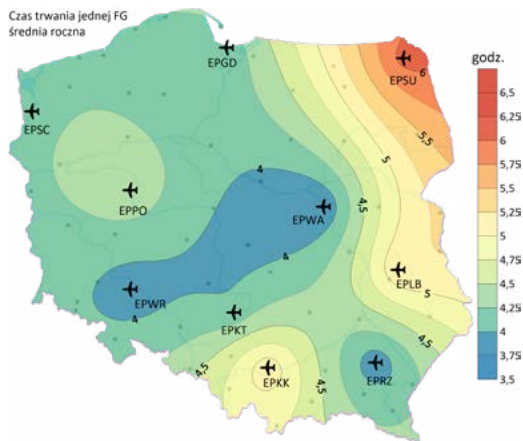 Czas trwania jednej FG
średnia roczna
EPGD
EPSU
6
godz.
6,5
6,25
6
5,75
5,5
5,25
5
4,75
4,5
4,25
4
3,75
3,5
EPSC
5,5
5
4
EPPO
4,5
4,5
EPWA
4
EPLB
5
EPWR
4
EPKT
4,5
4,5
4,5
EPKK
EPRZ